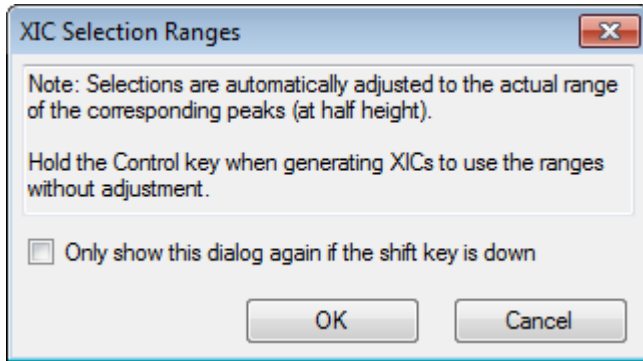 XIC Selection Ranges
Note: Selections are automatically adjusted to the actual range
of the corresponding peaks (at half height).
Hold the Control key when generating XICs to use the ranges
without adjustment.
Only show this dialog again if the shift key is down
OK
Cancel